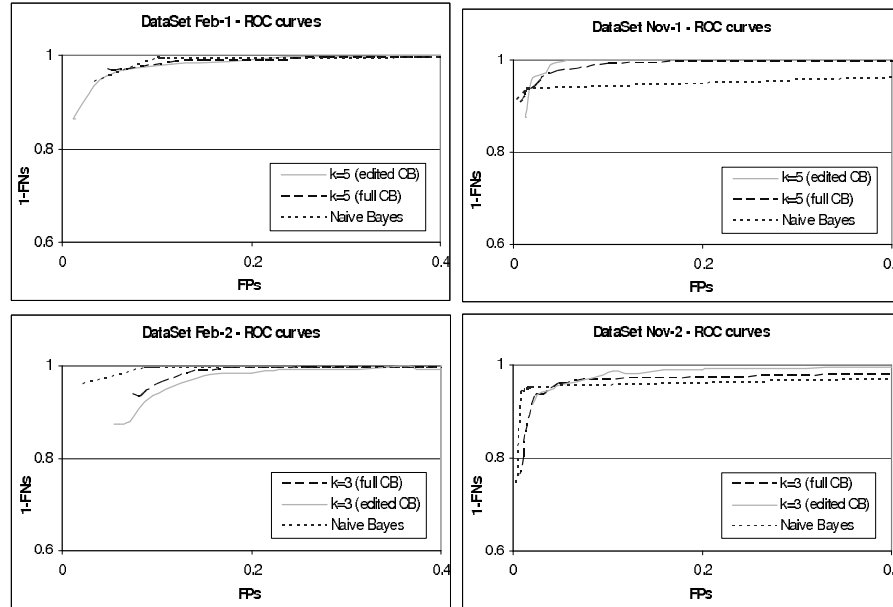 DataSet Feb-1 - ROC curves
1
0.8
0.6
1-FNs
k=5 (edited CB)
k=5 (full CB)
Naive Bayes
0
0.2
0.4
FPs
DataSet Nov-1 - ROC curves
1
0.8
0.6
1-FNs
k=5 (edited CB)
k=5 (full CB)
Naive Bayes
0
0.2
0.4
FPs
DataSet Feb-2 - ROC curves
1
0.8
0.6
1-FNs
k=3 (full CB)
k=3 (edited CB)
Naive Bayes
0
0.2
0.4
FPs
DataSet Nov-2 - ROC curves
1
0.8
0.6
1-FNs
k=3 (full CB)
k=3 (edited CB)
Naive Bayes
0
0.2
FPs